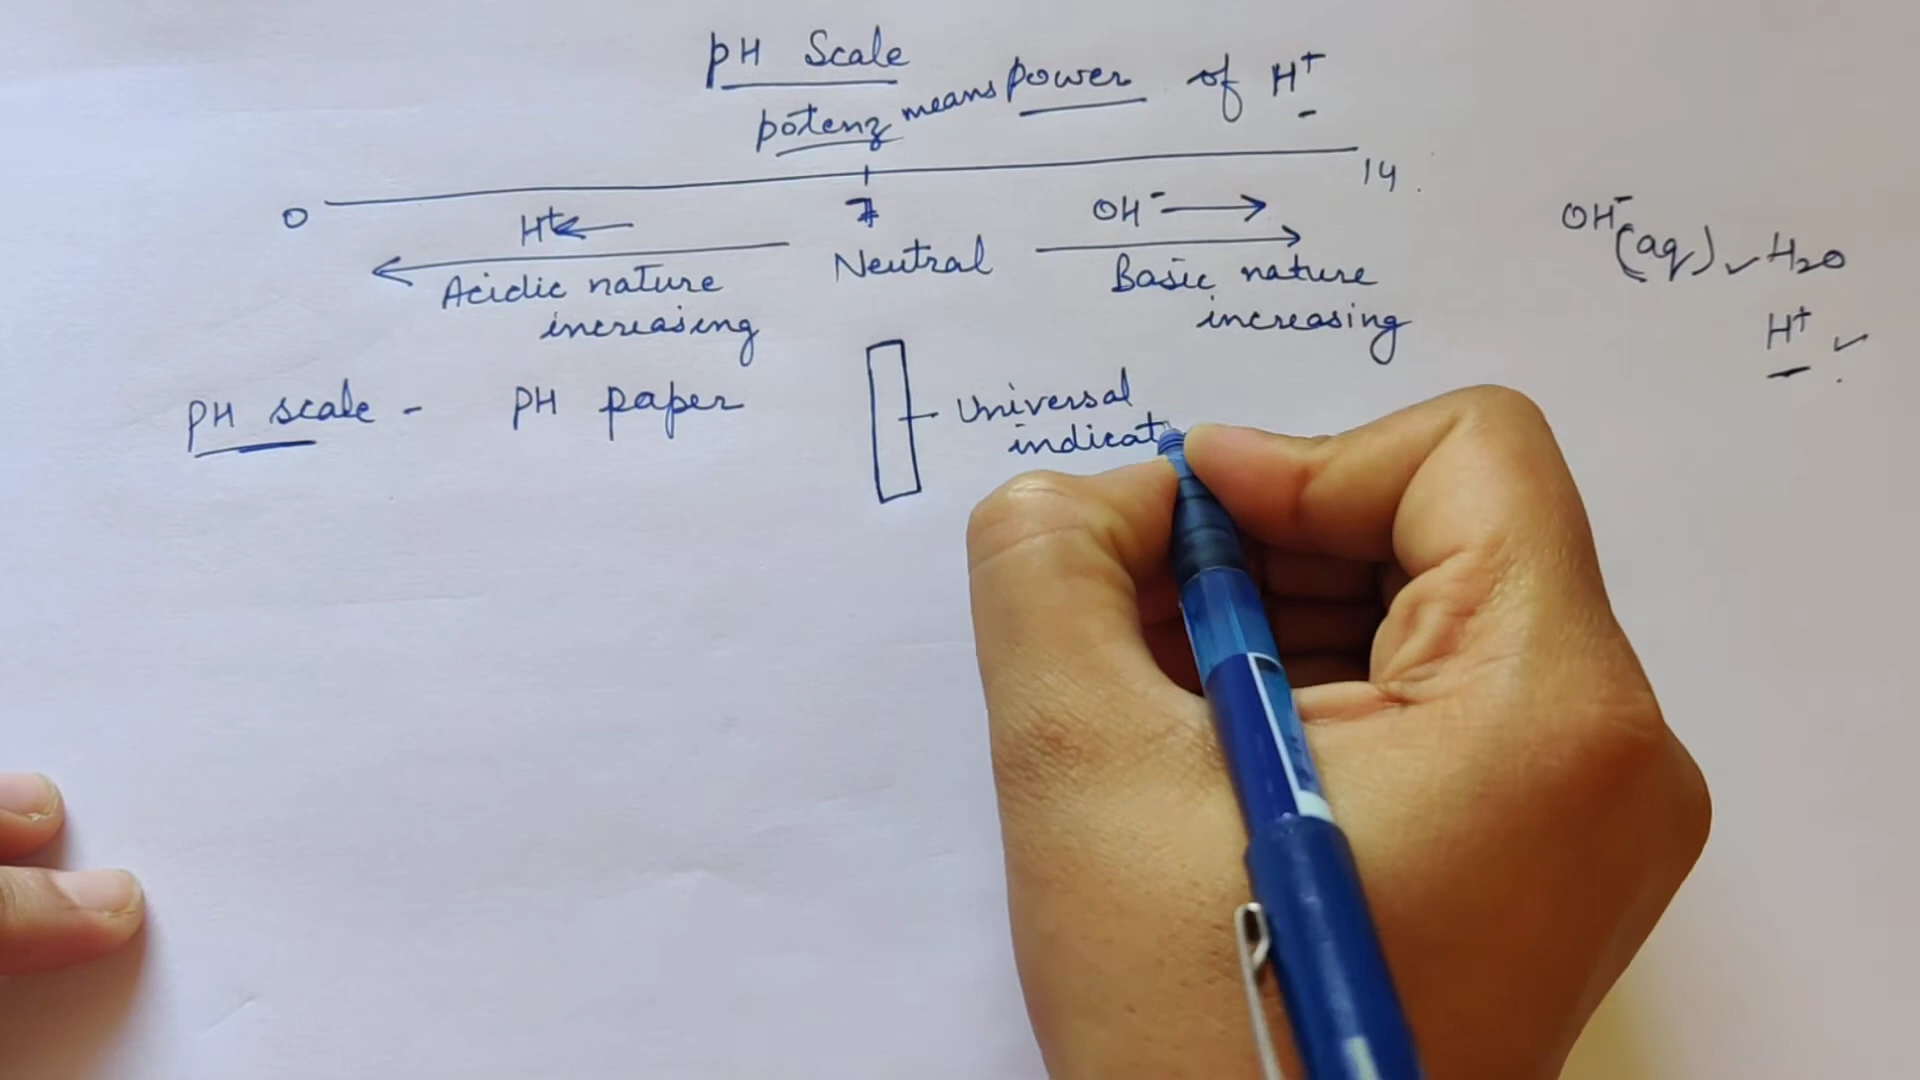 pH Scale
potenz means power of H⁺
0 7 14
H⁺ ← OH⁻ →
Acidic nature increasing
Neutral
Basic nature increasing
OH⁻(aq) ✓ H₂O
H⁺ ✓
pH scale - PH paper
Universal
indicat